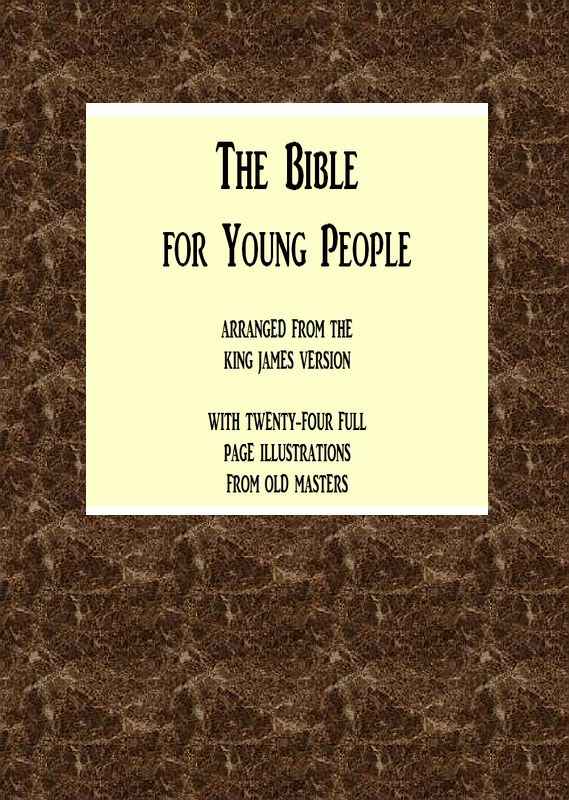 The Bible
for Young People
arranged from the
King James Version
with twenty-four full
page illustrations
from old masters